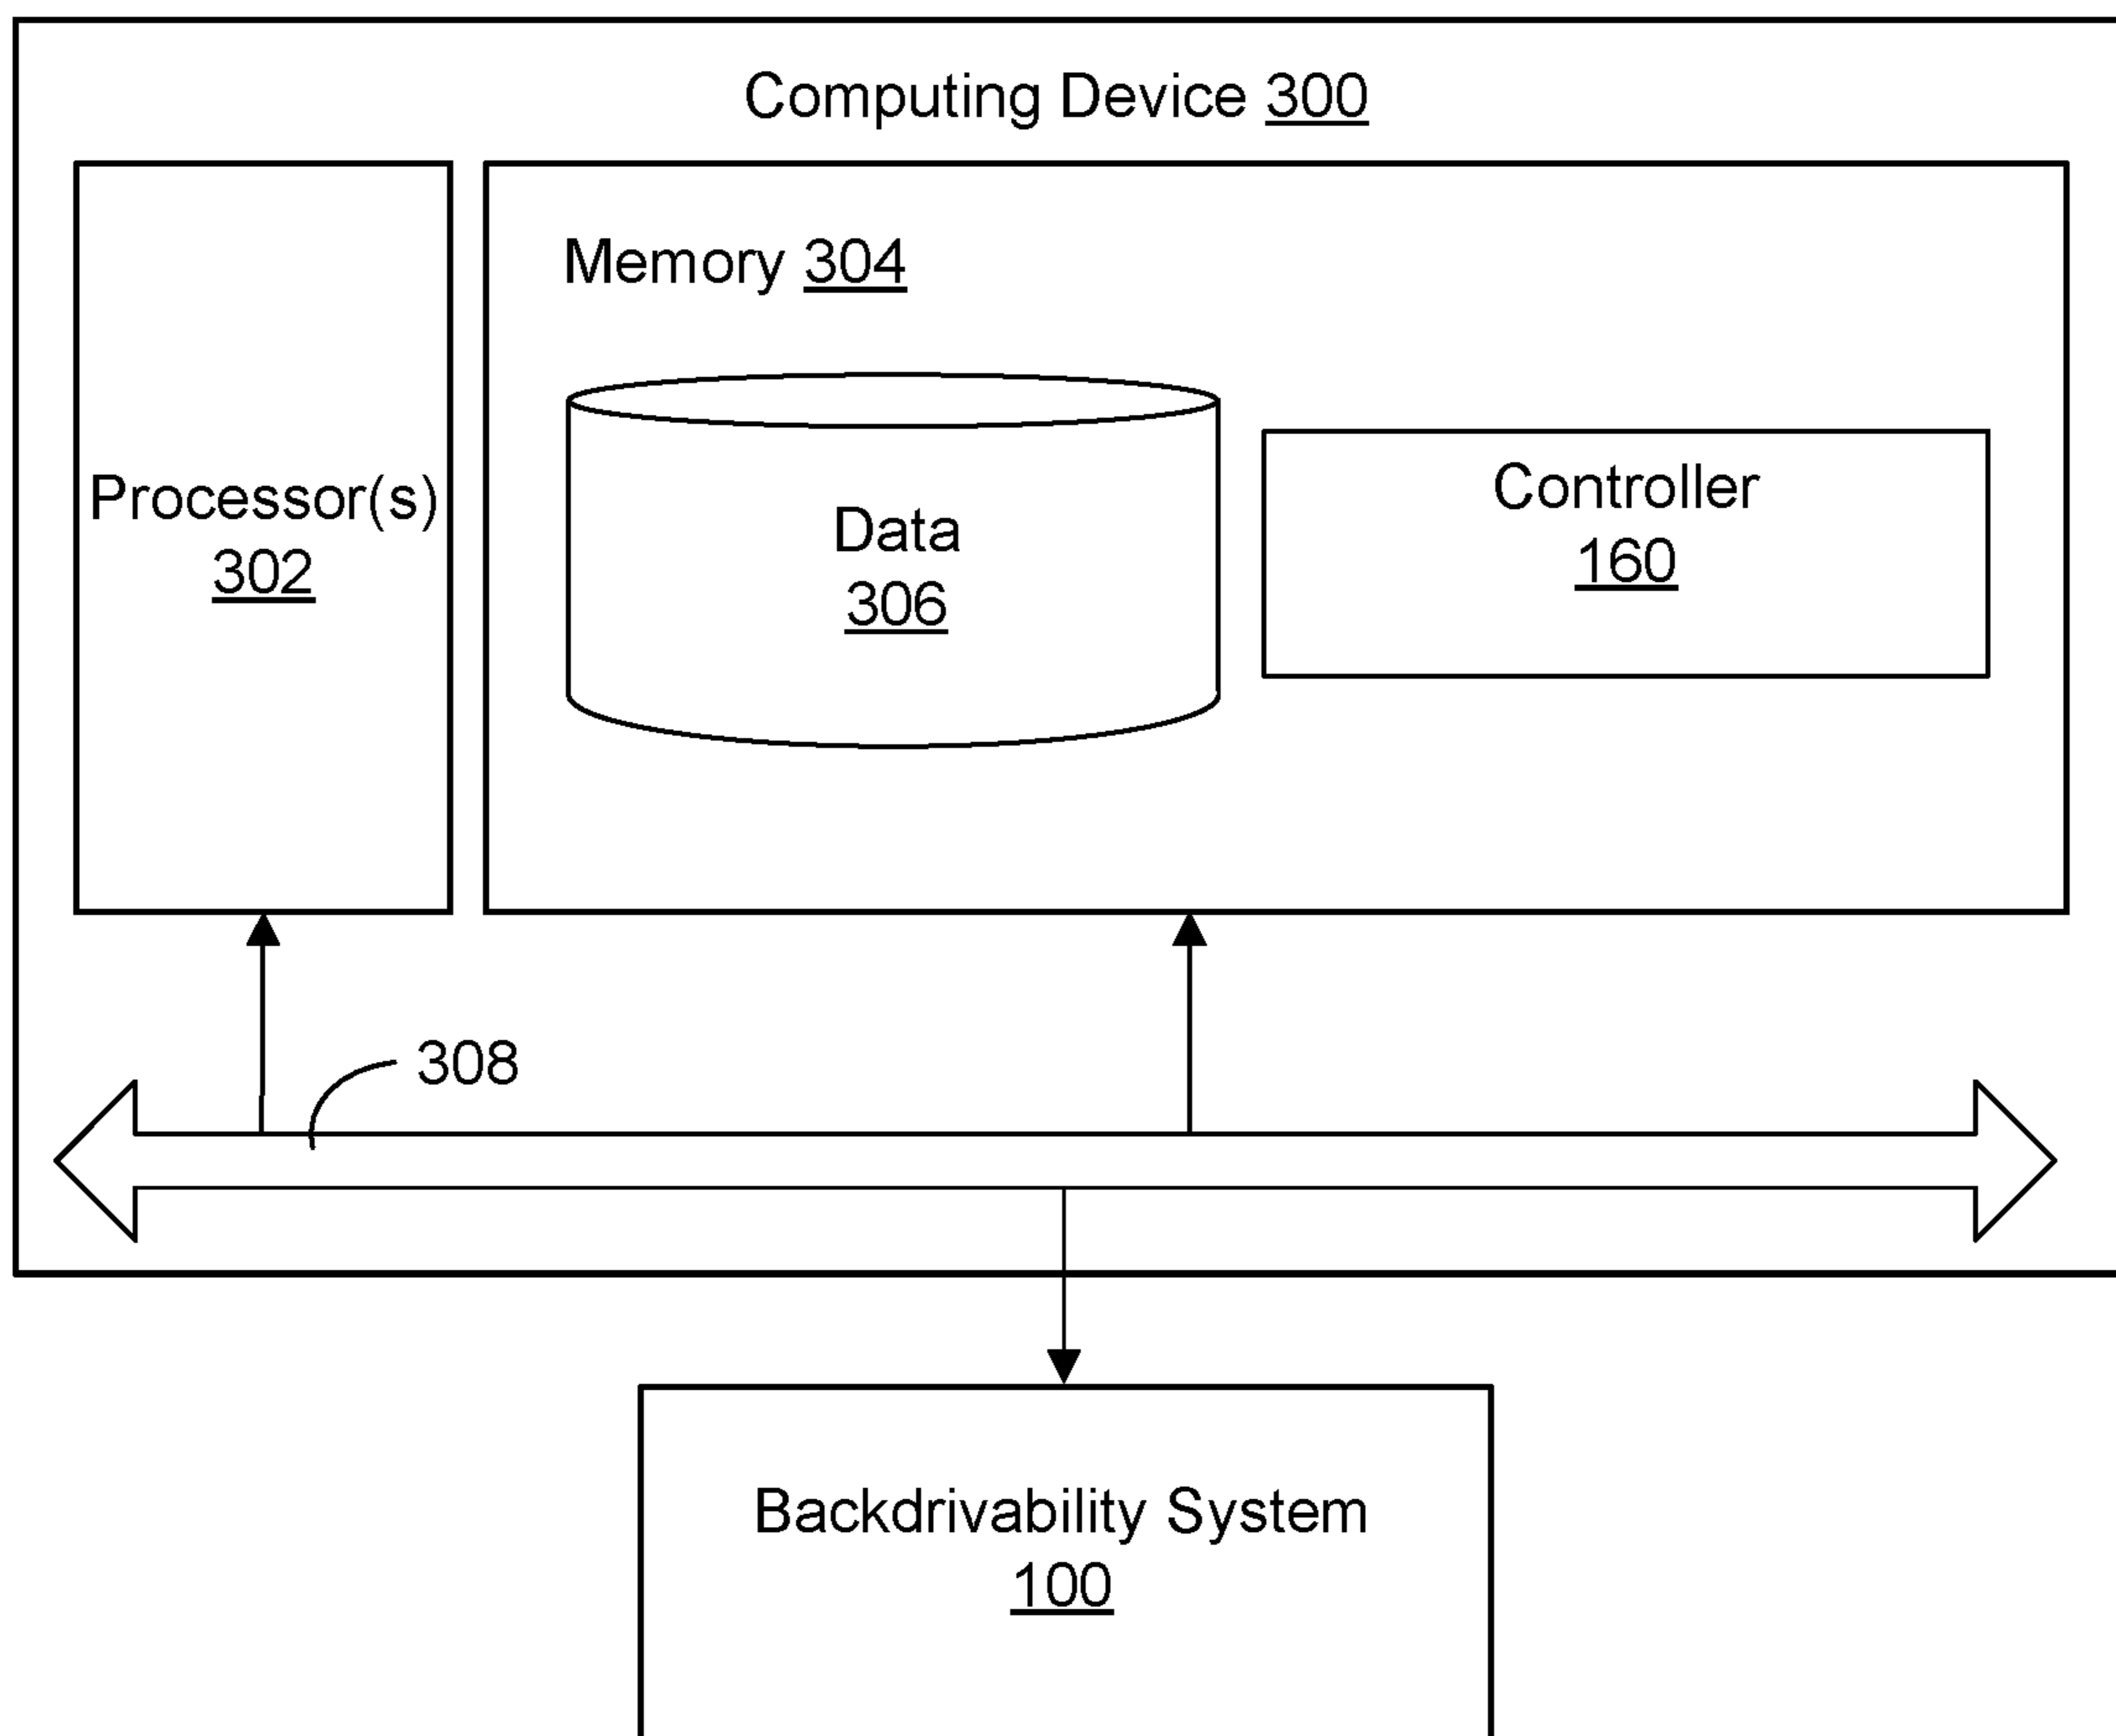 Computing Device 300
Memory 304
Processor(s)
302
Data
306
Controller
160
308
Backdrivability System
100